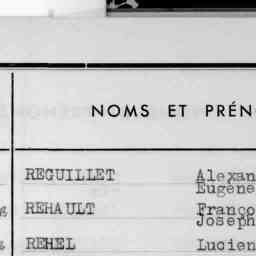 NOMS ET PRÉN
REGUILLET Alexan
Eugène
REHAULT Franço
Joseph
REHEL Lucien